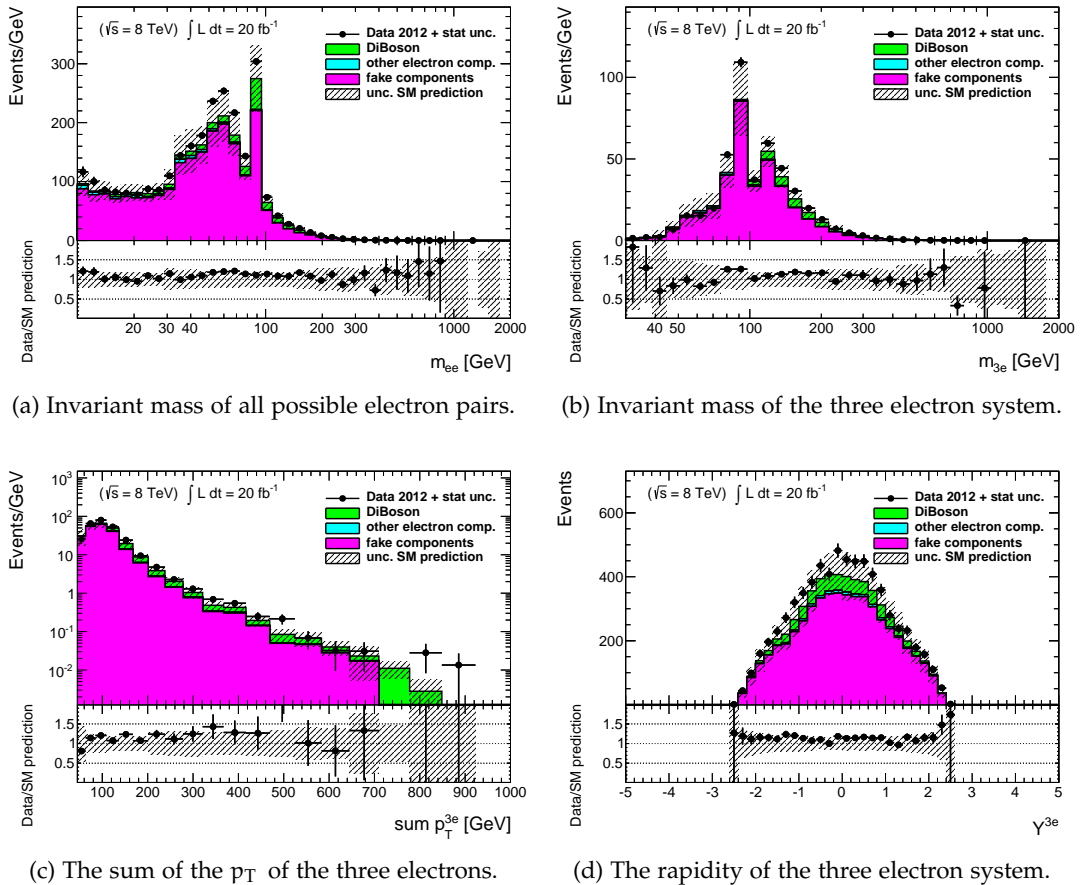 Events/GeV
(√s = 8 TeV) ∫ L dt = 20 fb⁻¹
Data 2012 + stat unc.
DiBoson
other electron comp.
fake components
unc. SM prediction
300
200
100
0
Data/SM prediction
1.5
1
0.5
20 30 40 100 200 300 1000 2000
m_ee [GeV]
(a) Invariant mass of all possible electron pairs.
Events/GeV
(√s = 8 TeV) ∫ L dt = 20 fb⁻¹
Data 2012 + stat unc.
DiBoson
other electron comp.
fake components
unc. SM prediction
100
50
0
Data/SM prediction
1.5
1
0.5
40 50 100 200 300 1000 2000
m_3e [GeV]
(b) Invariant mass of the three electron system.
Events/GeV
(√s = 8 TeV) ∫ L dt = 20 fb⁻¹
Data 2012 + stat unc.
DiBoson
other electron comp.
fake components
unc. SM prediction
10³
10²
10
1
10⁻¹
10⁻²
Data/SM prediction
1.5
1
0.5
100 200 300 400 500 600 700 800 900 1000
sum p_T^3e [GeV]
(c) The sum of the p_T of the three electrons.
Events
(√s = 8 TeV) ∫ L dt = 20 fb⁻¹
Data 2012 + stat unc.
DiBoson
other electron comp.
fake components
unc. SM prediction
600
400
200
Data/SM prediction
1.5
1
0.5
-5 -4 -3 -2 -1 0 1 2 3 4 5
Y^3e
(d) The rapidity of the three electron system.